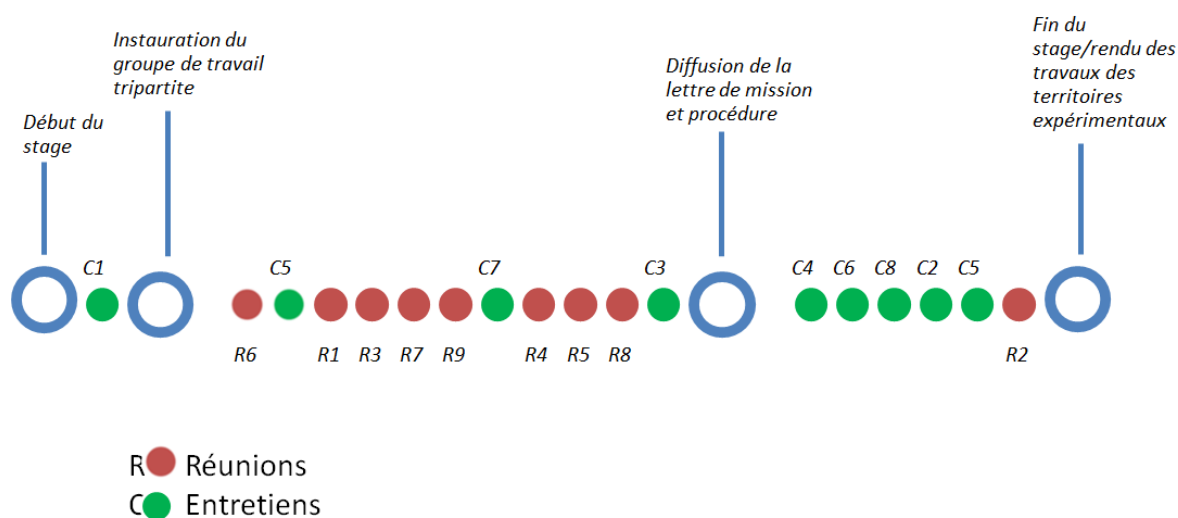 Instauration du
groupe de travail
tripartite
Début du
stage
Diffusion de la
lettre de mission
et procédure
Fin du
stage/rendu des
travaux des
territoires
expérimentaux
C1
C5
C7
C3
C4
C6
C8
C2
C5
R6
R1
R3
R7
R9
R4
R5
R8
R2
R Réunions
C Entretiens